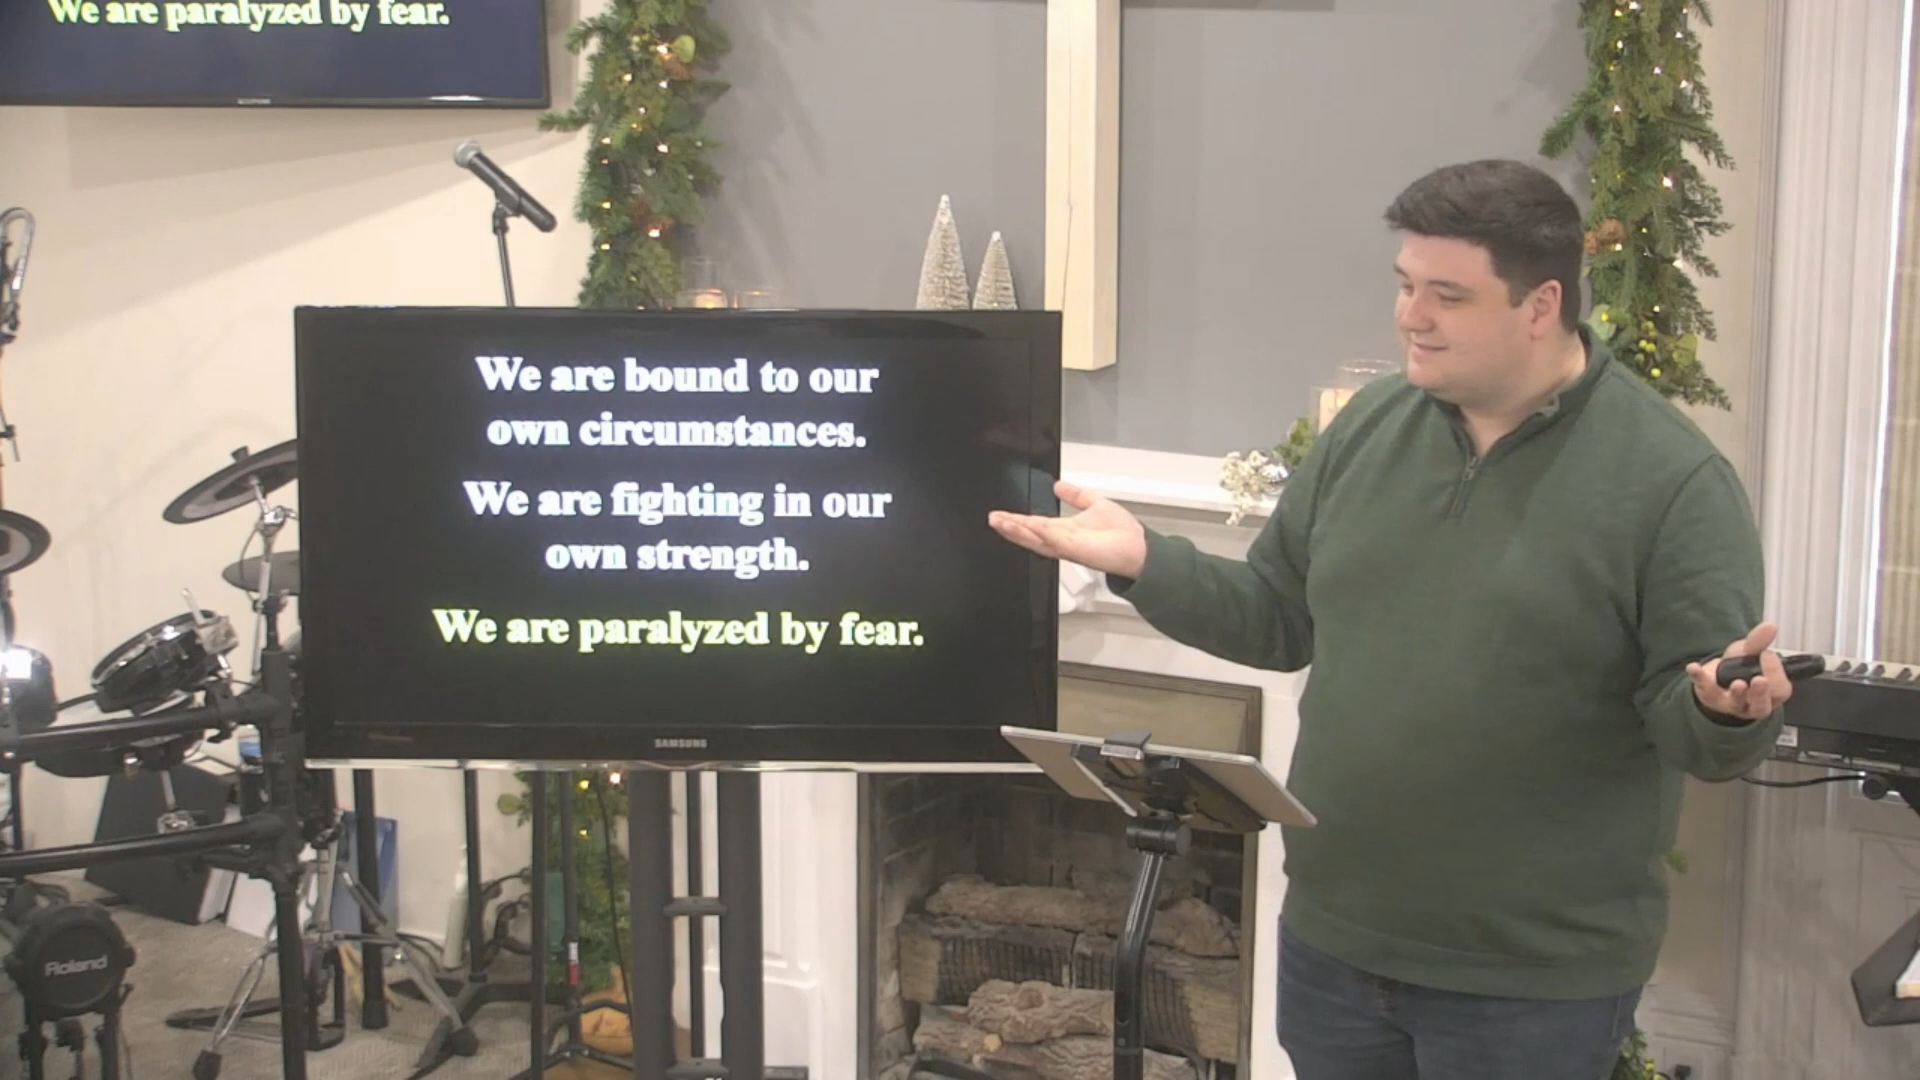 We are paralyzed by fear.
We are bound to our
own circumstances.
We are fighting in our
own strength.
We are paralyzed by fear.
SAMSUNG
Roland